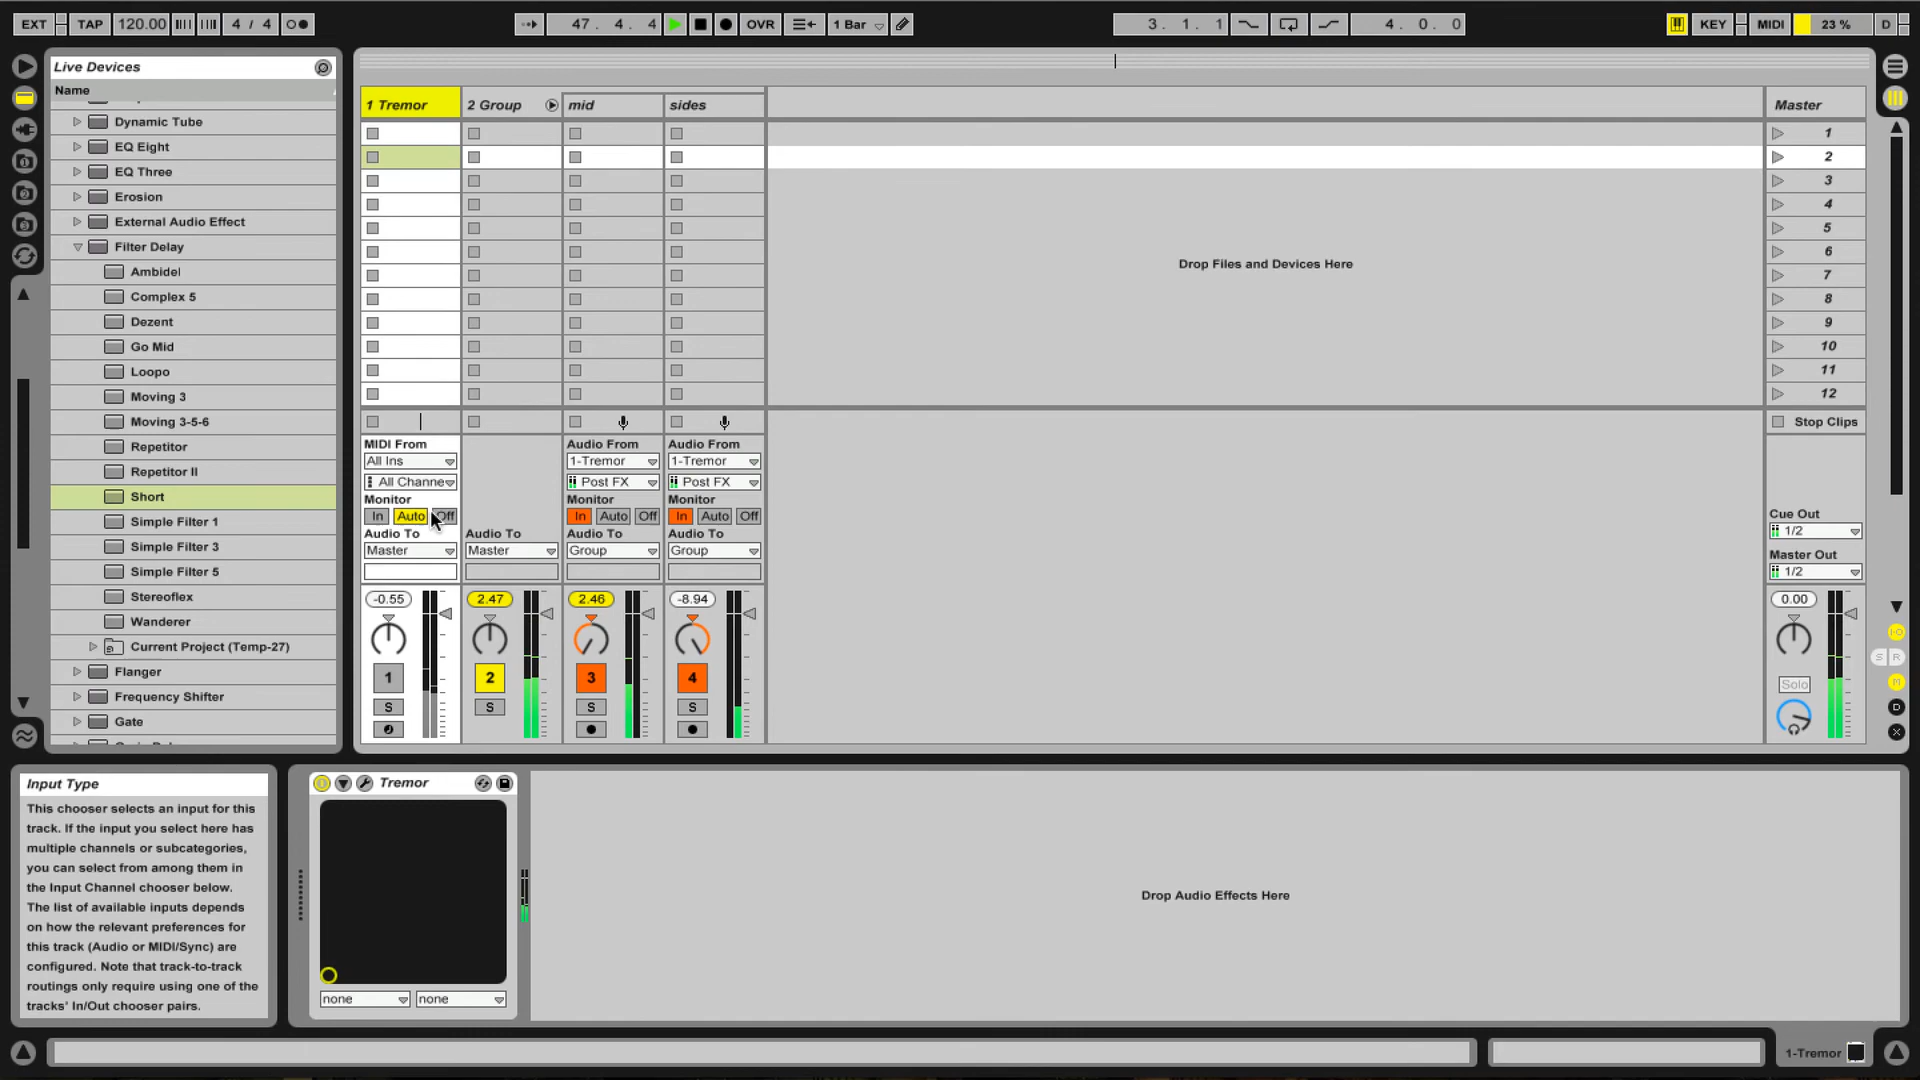 EXT TAP 120.00 4 / 4 47 . 4 . 4 OVR 1 Bar 3 . 1 . 1 4 . 0 . 0 KEY MIDI 23 % D
Live Devices
Name
Dynamic Tube
EQ Eight
EQ Three
Erosion
External Audio Effect
Filter Delay
Ambidel
Complex 5
Dezent
Go Mid
Loopo
Moving 3
Moving 3-5-6
Repetitor
Repetitor II
Short
Simple Filter 1
Simple Filter 3
Simple Filter 5
Stereoflex
Wanderer
Current Project (Temp-27)
Flanger
Frequency Shifter
Gate
1 Tremor 2 Group mid sides Master
1
2
3
4
5
6
7
8
9
10
11
12
Drop Files and Devices Here
Stop Clips
MIDI From Audio From Audio From
All Ins 1-Tremor 1-Tremor
All Channe Post FX Post FX
Monitor Monitor Monitor
In Auto Off In Auto Off In Auto Off
Audio To Audio To Audio To Audio To
Master Master Group Group
Cue Out
1/2
Master Out
1/2
-0.55 2.47 2.46 -8.94 0.00
1 2 3 4 Solo
S S S S
S R
M
D
X
Input Type
This chooser selects an input for this
track. If the input you select here has
multiple channels or subcategories,
you can select from among them in
the Input Channel chooser below.
The list of available inputs depends
on how the relevant preferences for
this track (Audio or MIDI/Sync) are
configured. Note that track-to-track
routings only require using one of the
tracks' In/Out chooser pairs.
Tremor
none none
Drop Audio Effects Here
1-Tremor